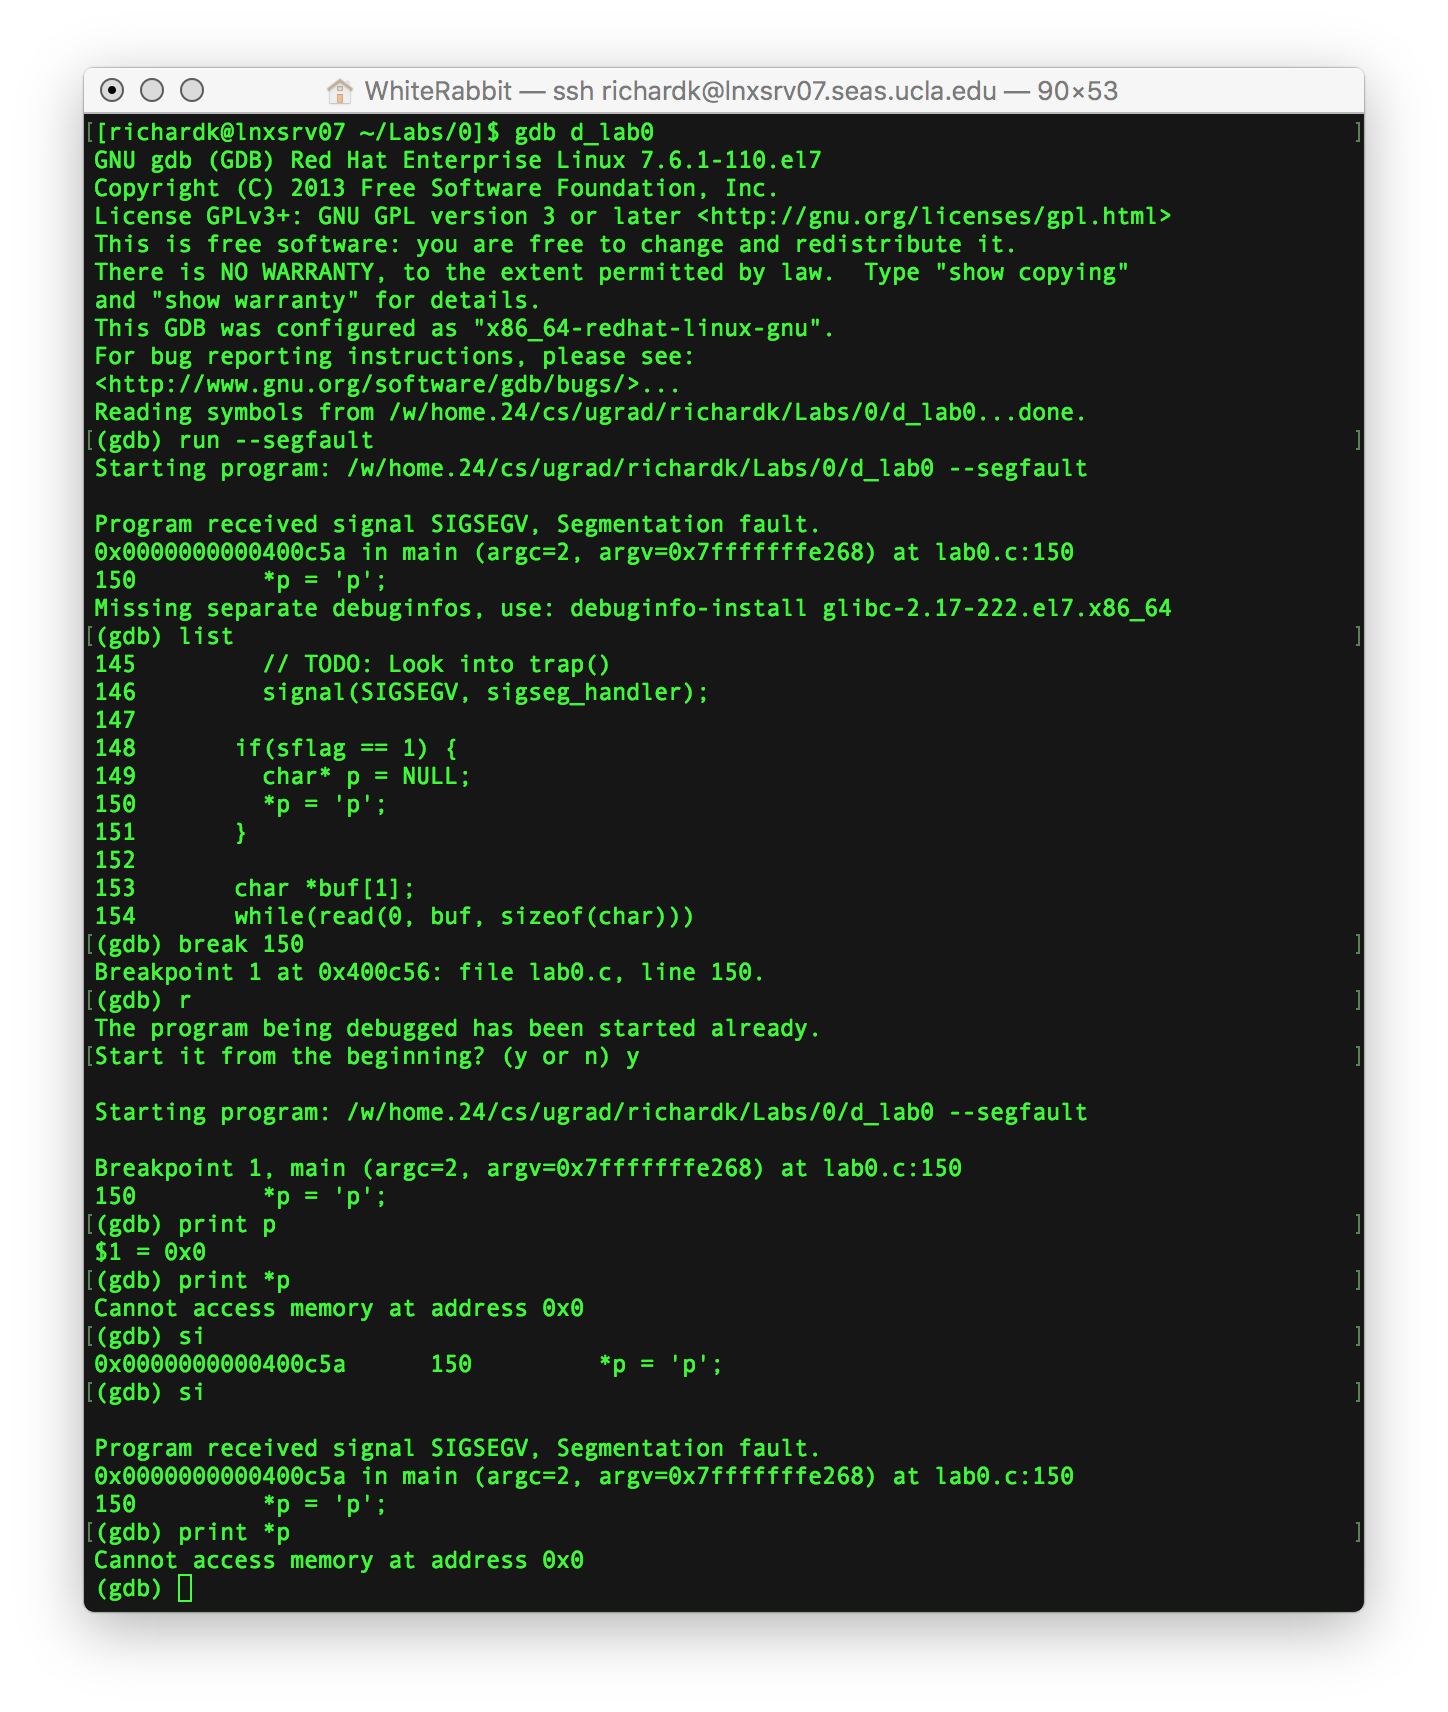 WhiteRabbit — ssh richardk@lnxsrv07.seas.ucla.edu — 90×53
[[richardk@lnxsrv07 ~/Labs/0]$ gdb d_lab0 ]
GNU gdb (GDB) Red Hat Enterprise Linux 7.6.1-110.el7
Copyright (C) 2013 Free Software Foundation, Inc.
License GPLv3+: GNU GPL version 3 or later <http://gnu.org/licenses/gpl.html>
This is free software: you are free to change and redistribute it.
There is NO WARRANTY, to the extent permitted by law.  Type "show copying"
and "show warranty" for details.
This GDB was configured as "x86_64-redhat-linux-gnu".
For bug reporting instructions, please see:
<http://www.gnu.org/software/gdb/bugs/>...
Reading symbols from /w/home.24/cs/ugrad/richardk/Labs/0/d_lab0...done.
[(gdb) run --segfault ]
Starting program: /w/home.24/cs/ugrad/richardk/Labs/0/d_lab0 --segfault
Program received signal SIGSEGV, Segmentation fault.
0x0000000000400c5a in main (argc=2, argv=0x7fffffffe268) at lab0.c:150
150         *p = 'p';
Missing separate debuginfos, use: debuginfo-install glibc-2.17-222.el7.x86_64
[(gdb) list ]
145         // TODO: Look into trap()
146         signal(SIGSEGV, sigseg_handler);
147
148       if(sflag == 1) {
149         char* p = NULL;
150         *p = 'p';
151       }
152
153       char *buf[1];
154       while(read(0, buf, sizeof(char)))
[(gdb) break 150 ]
Breakpoint 1 at 0x400c56: file lab0.c, line 150.
[(gdb) r ]
The program being debugged has been started already.
[Start it from the beginning? (y or n) y ]
Starting program: /w/home.24/cs/ugrad/richardk/Labs/0/d_lab0 --segfault
Breakpoint 1, main (argc=2, argv=0x7fffffffe268) at lab0.c:150
150         *p = 'p';
[(gdb) print p ]
$1 = 0x0
[(gdb) print *p ]
Cannot access memory at address 0x0
[(gdb) si ]
0x0000000000400c5a      150         *p = 'p';
[(gdb) si ]
Program received signal SIGSEGV, Segmentation fault.
0x0000000000400c5a in main (argc=2, argv=0x7fffffffe268) at lab0.c:150
150         *p = 'p';
[(gdb) print *p ]
Cannot access memory at address 0x0
(gdb)